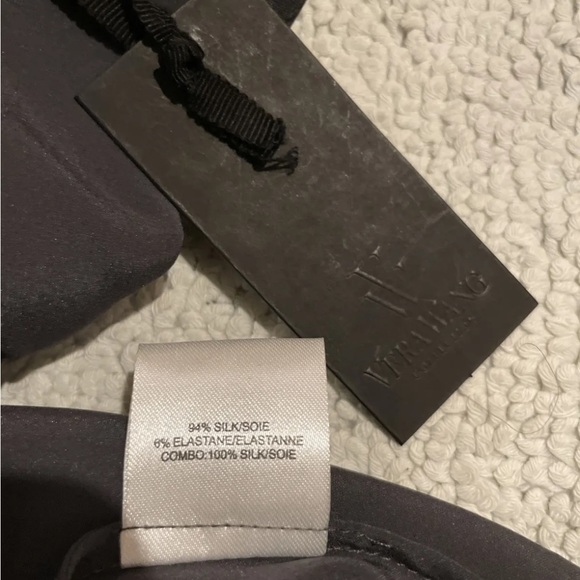 VERA WANG
94% SILK/SOIE
6% ELASTANE/ELASTANNE
COMBO:100% SILK/SOIE